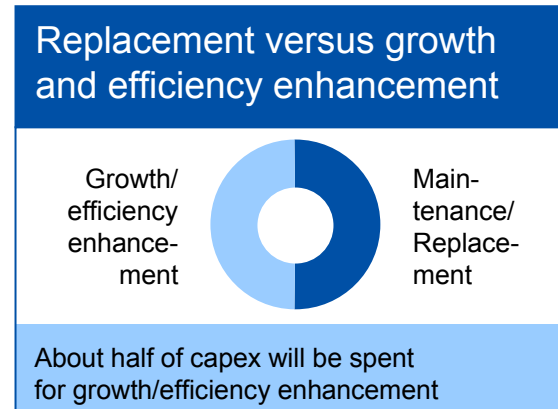 Replacement versus growth
and efficiency enhancement
Growth/
efficiency
enhance-
ment
Main-
tenance/
Replace-
ment
About half of capex will be spent
for growth/efficiency enhancement